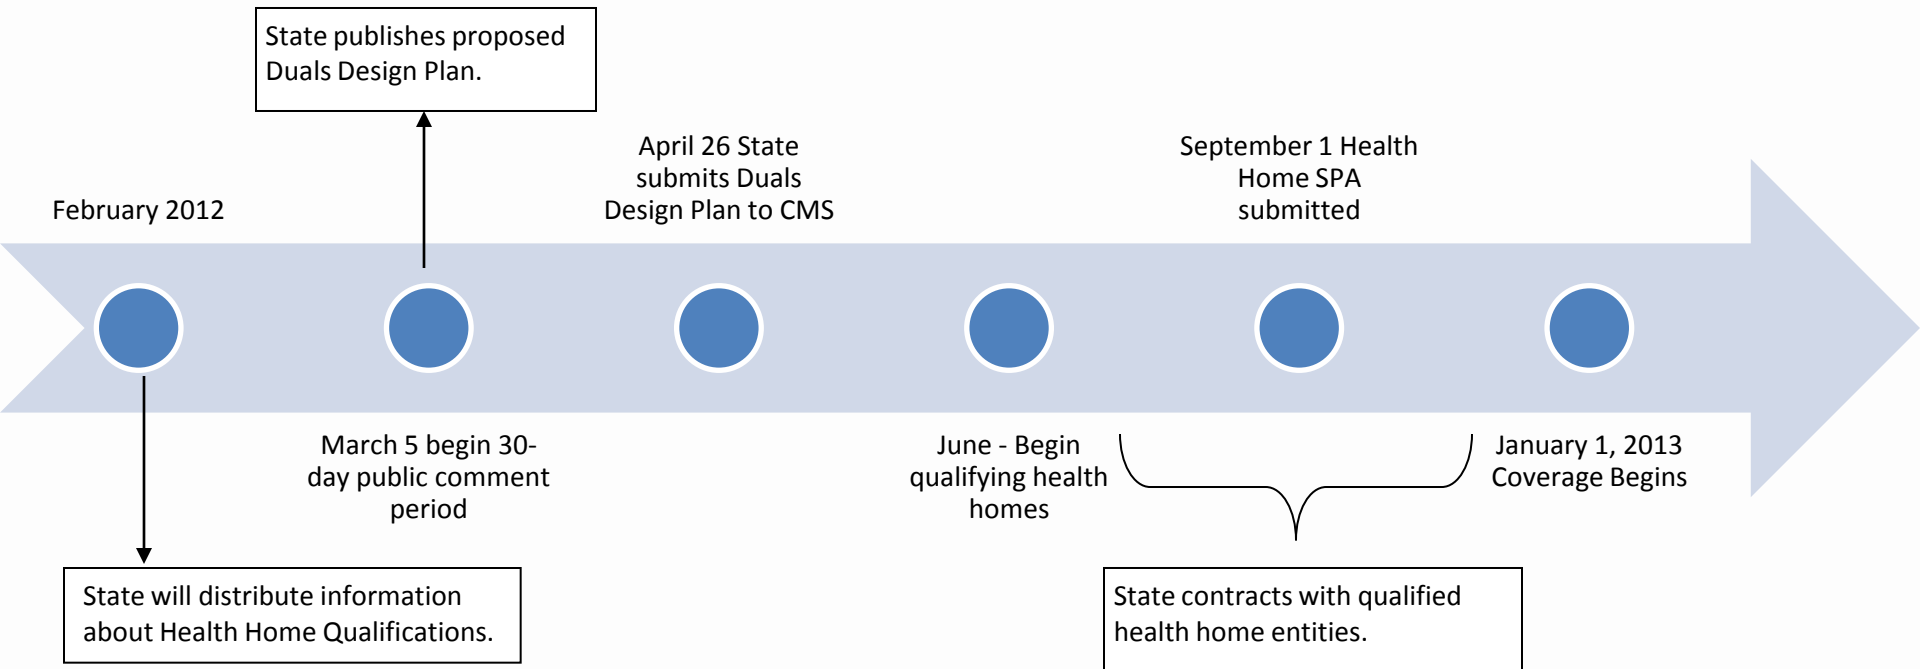 State publishes proposed
Duals Design Plan.
February 2012
April 26 State
submits Duals
Design Plan to CMS
September 1 Health
Home SPA
submitted
March 5 begin 30-
day public comment
period
June - Begin
qualifying health
homes
January 1, 2013
Coverage Begins
State will distribute information
about Health Home Qualifications.
State contracts with qualified
health home entities.